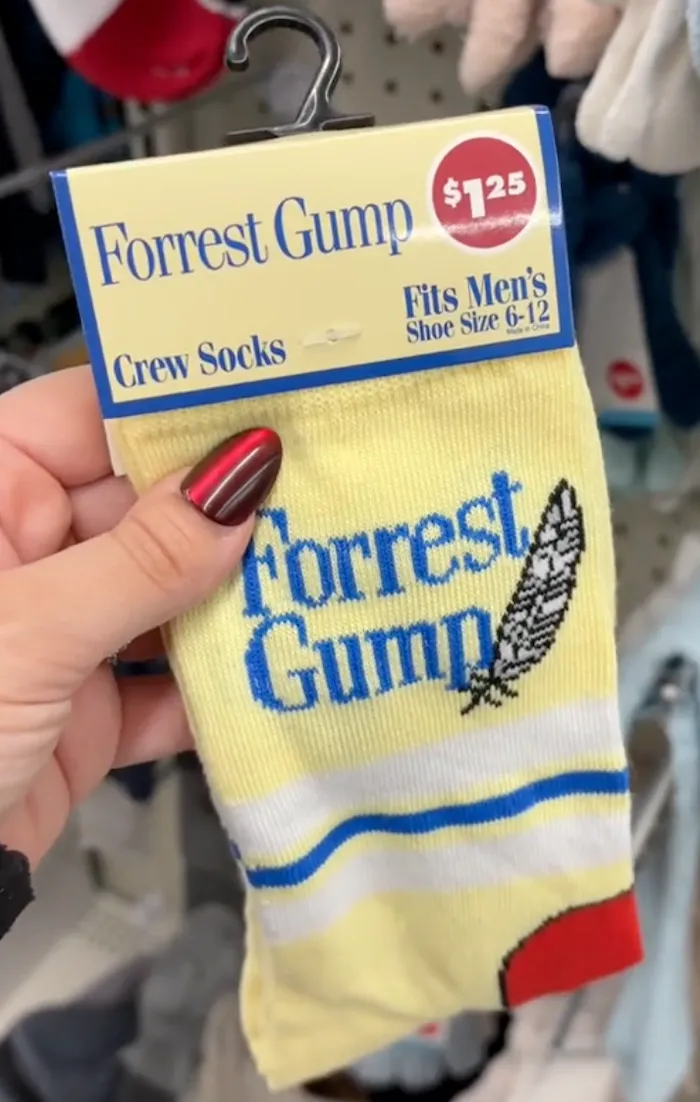 $1.25
Forrest Gump
Fits Men's
Shoe Size 6-12
Made in China
Crew Socks
Forrest
Gump